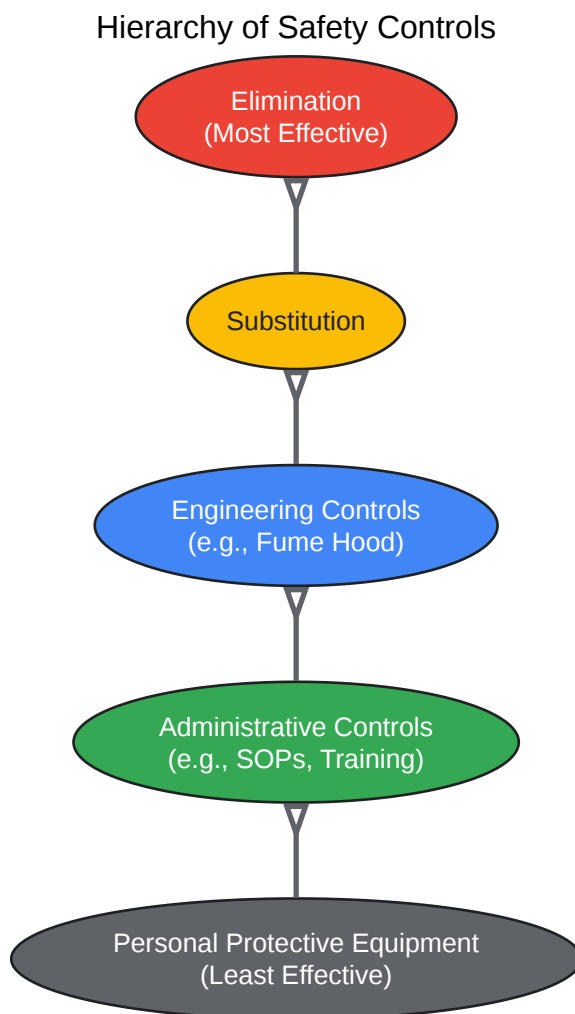 Hierarchy of Safety Controls
Elimination
(Most Effective)
Substitution
Engineering Controls
(e.g., Fume Hood)
Administrative Controls
(e.g., SOPs, Training)
Personal Protective Equipment
(Least Effective)